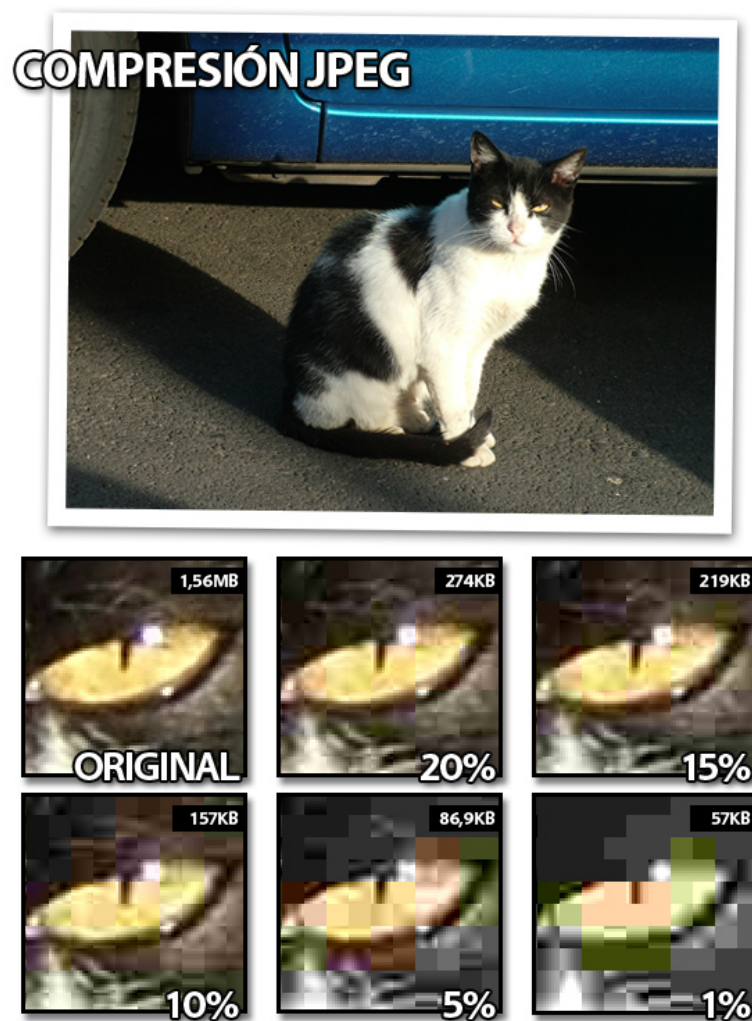 COMPRESIÓN JPEG
1,56MB
ORIGINAL
274KB
20%
219KB
15%
157KB
10%
86,9KB
5%
57KB
1%